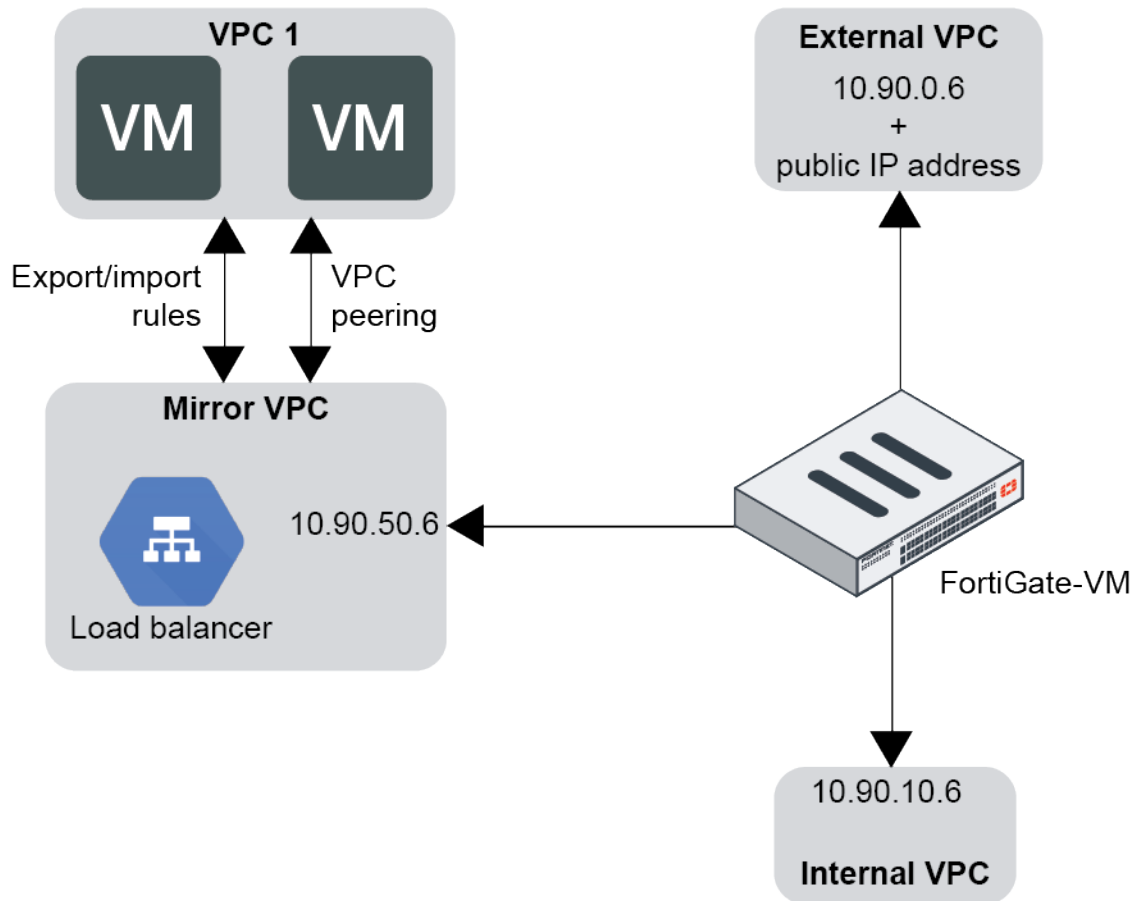 VPC 1
VM
VM
Export/import
rules
VPC
peering
Mirror VPC
10.90.50.6
Load balancer
External VPC
10.90.0.6
+
public IP address
FortiGate-VM
10.90.10.6
Internal VPC